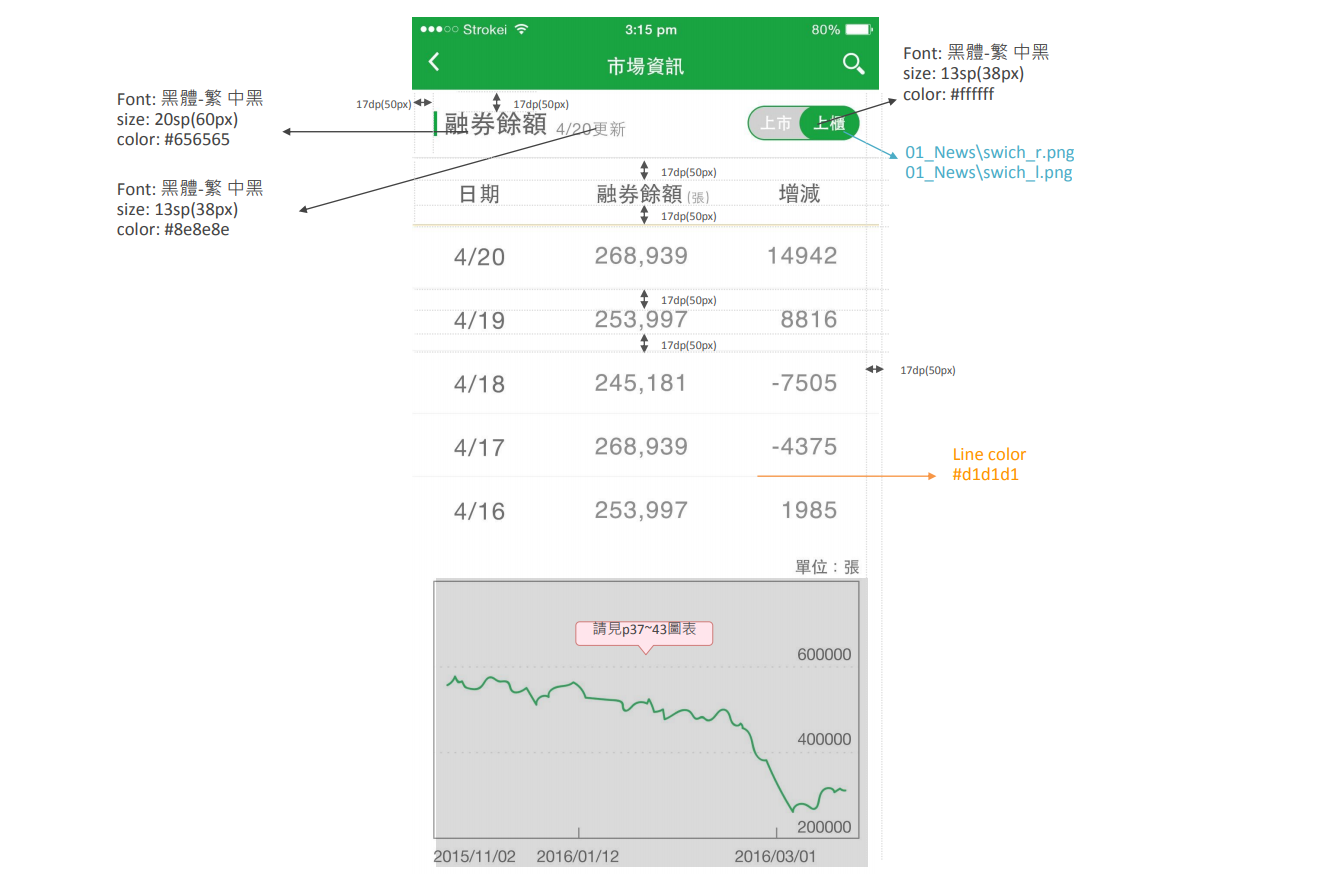 Strokei 3:15 pm 80%
市場資訊
Font: 黑體-繁 中黑
size: 13sp(38px)
color: #ffffff
Font: 黑體-繁 中黑
size: 20sp(60px)
color: #656565
17dp(50px)
17dp(50px)
融券餘額 4/20更新
上市 上櫃
01_News\swich_r.png
01_News\swich_l.png
Font: 黑體-繁 中黑
size: 13sp(38px)
color: #8e8e8e
17dp(50px)
日期 融券餘額(張) 增減
17dp(50px)
4/20 268,939 14942
17dp(50px)
4/19 253,997 8816
17dp(50px)
17dp(50px)
4/18 245,181 -7505
4/17 268,939 -4375
Line color
#d1d1d1
4/16 253,997 1985
單位：張
請見p37~43圖表
600000
400000
200000
2015/11/02 2016/01/12 2016/03/01